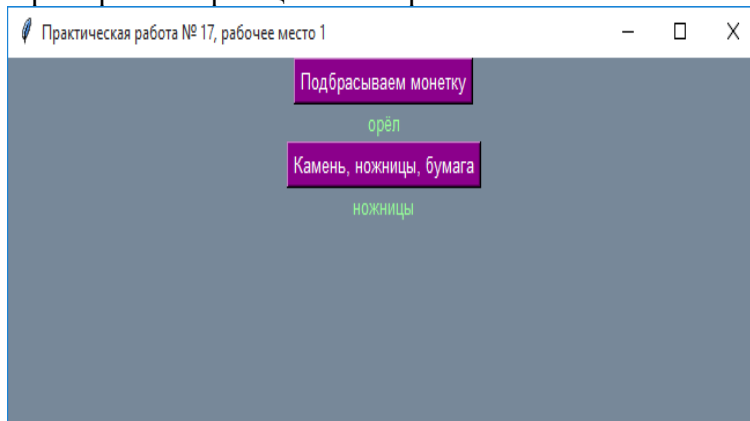 Практическая работа № 17, рабочее место 1
Подбрасываем монетку
орёл
Камень, ножницы, бумага
ножницы